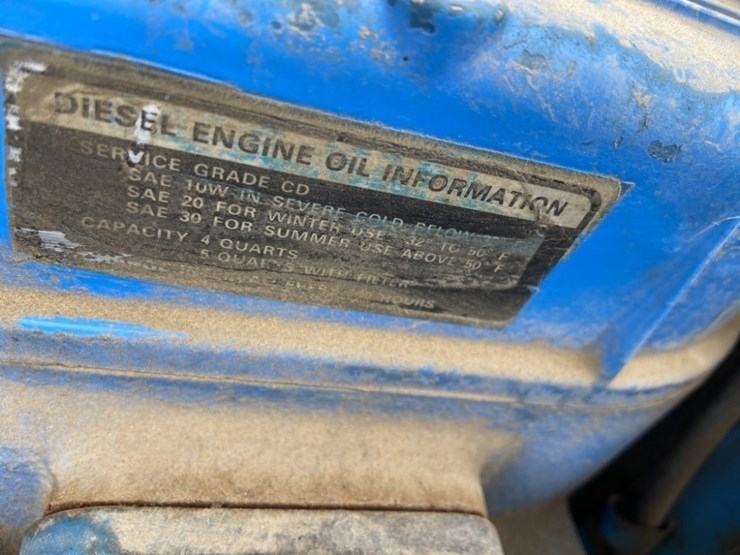 DIESEL ENGINE OIL INFORMATION
SERVICE GRADE CD
SAE 10W IN SEVERE COLD BELOW
SAE 20 FOR WINTER USE 32 TO 50 F
SAE 30 FOR SUMMER USE ABOVE 50 F
CAPACITY 4 QUARTS
5 QUARTS WITH FILTER
HOURS